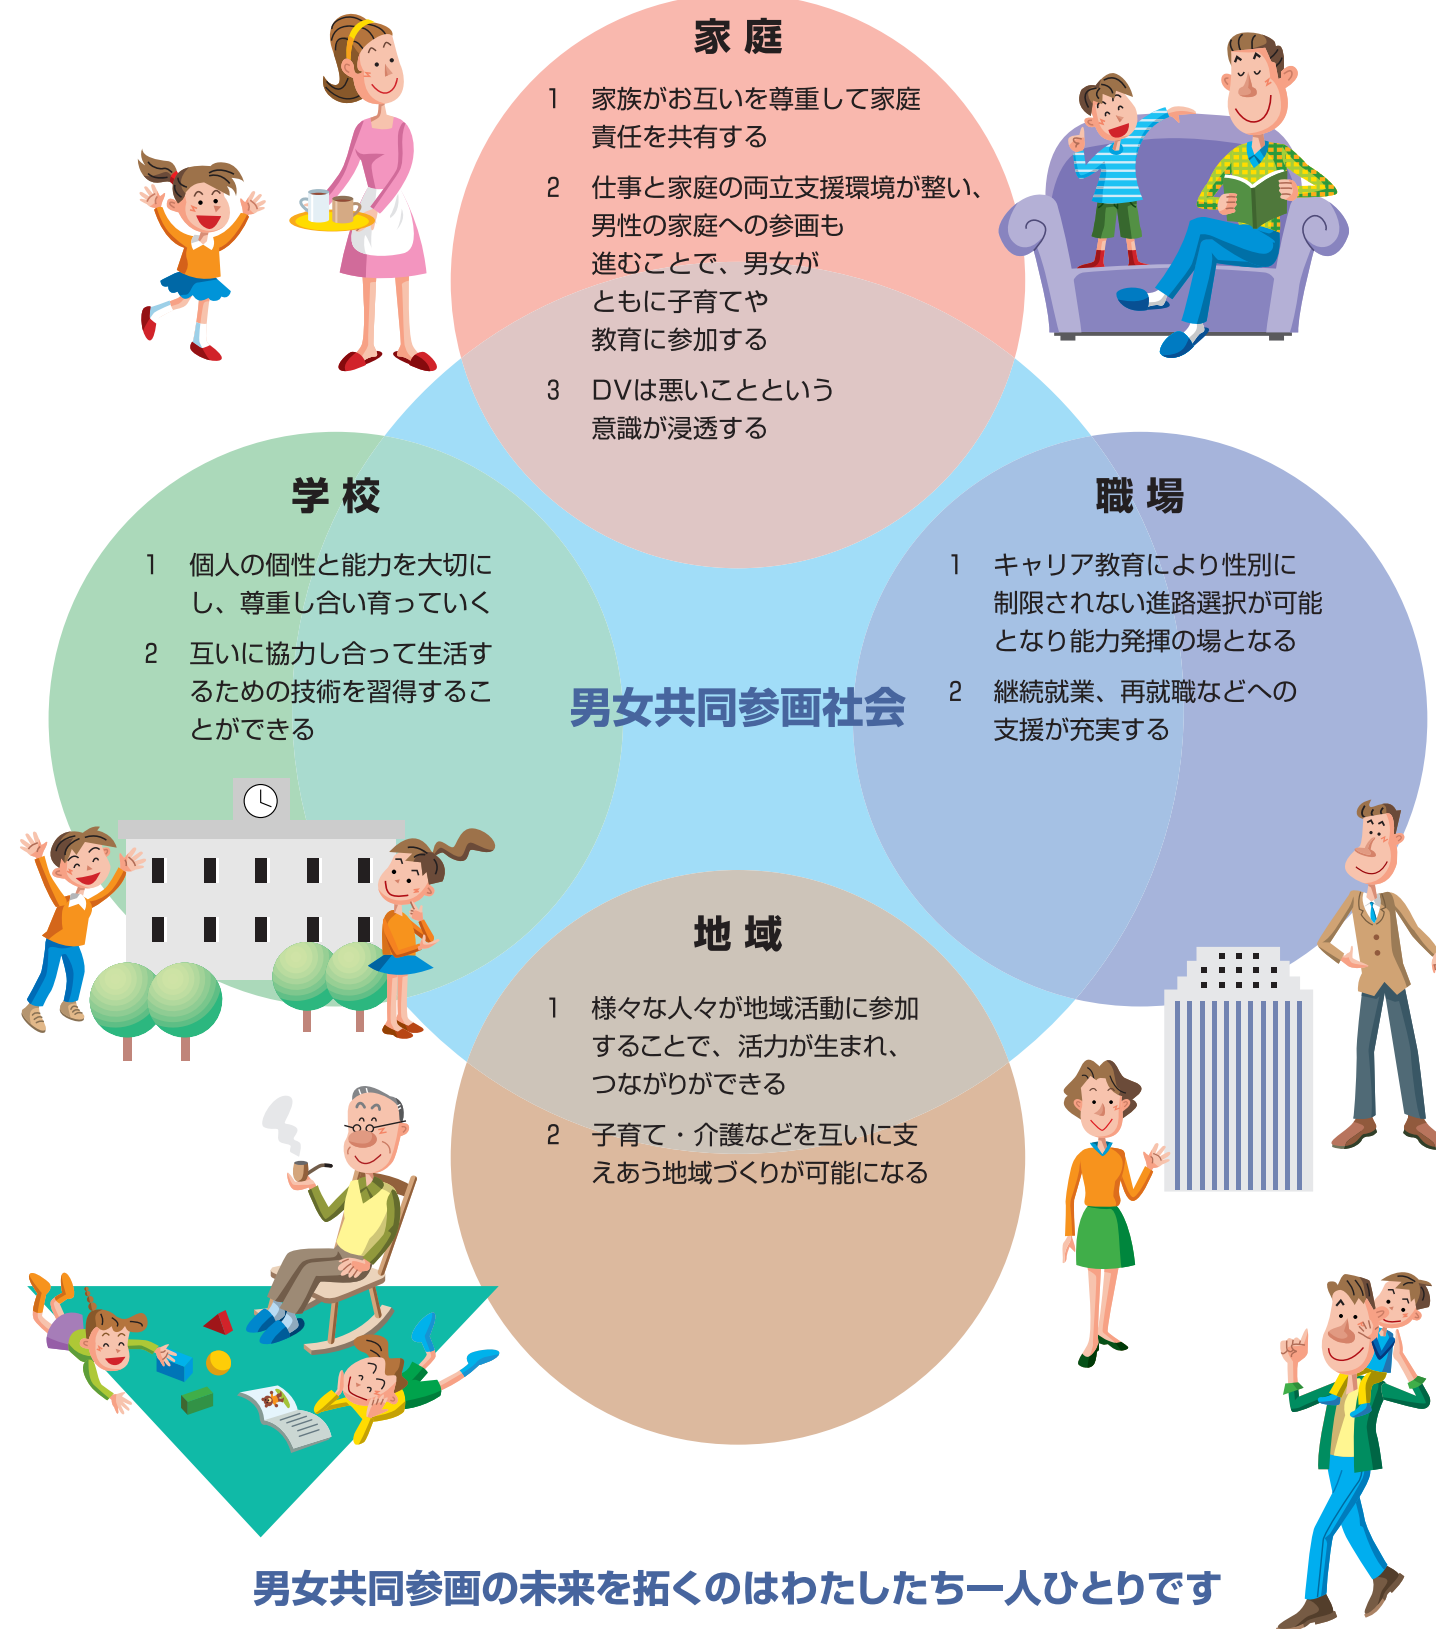 家庭
1 家族がお互いを尊重して家庭
責任を共有する
2 仕事と家庭の両立支援環境が整い、
男性の家庭への参画も
進むことで、男女が
ともに子育てや
教育に参加する
3 DVは悪いことという
意識が浸透する
学校
1 個人の個性と能力を大切に
し、尊重し合い育っていく
2 互いに協力し合って生活す
るための技術を習得するこ
とができる
男女共同参画社会
職場
1 キャリア教育により性別に
制限されない進路選択が可能
となり能力発揮の場となる
2 継続就業、再就職などへの
支援が充実する
地域
1 様々な人々が地域活動に参加
することで、活力が生まれ、
つながりができる
2 子育て・介護などを互いに支
えあう地域づくりが可能になる
男女共同参画の未来を拓くのはわたしたち一人ひとりです